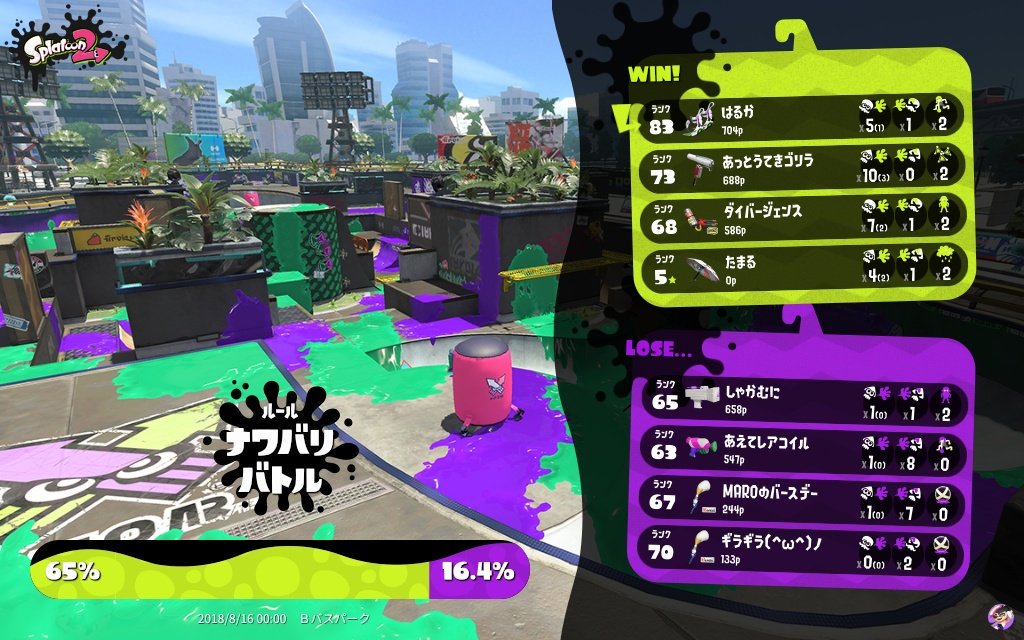 Splatoon 2
WIN!
ランク
83
はるか
704p
x5(1)
x1
x2
ランク
73
あっとうてきゴリラ
688p
x10(3)
x0
x2
ランク
68
ダイバージェンス
586p
x7(2)
x1
x2
ランク
5★
たまる
0p
x4(2)
x1
x2
LOSE...
ランク
65
しゃかむに
658p
x1(0)
x1
x2
ランク
63
あえてしアコイル
547p
x1(0)
x8
x0
ランク
67
MAROのバースデー
244p
x1(0)
x7
x0
ランク
70
ギラギラ(^ω^)ノ
133p
x0(0)
x2
x0
ルール
ナワバリ
バトル
65%
16.4%
2018/8/16 00:00 Bバスパーク